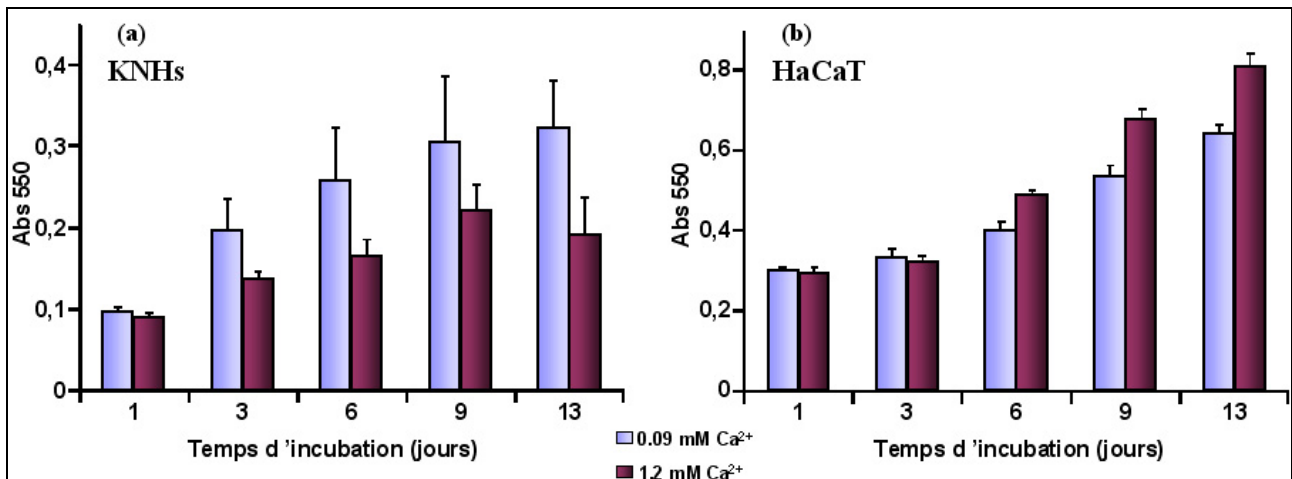 (a)
KNHs
0,4
0,3
0,2
0,1
0
Abs 550
1 3 6 9 13
Temps d 'incubation (jours)
(b)
HaCaT
0,8
0,6
0,4
0,2
0
Abs 550
1 3 6 9 13
Temps d 'incubation (jours)
0.09 mM Ca²⁺
1,2 mM Ca²⁺